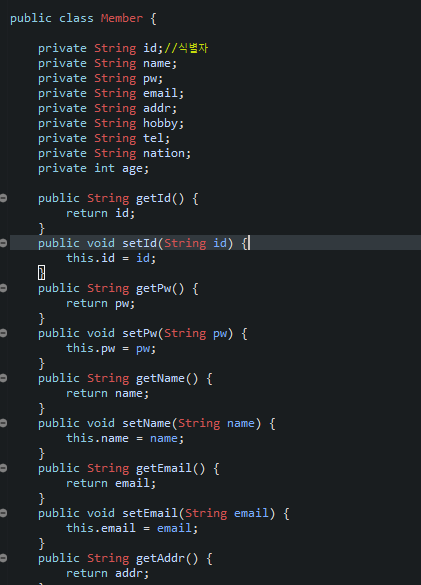 public class Member {
private String id;//식별자
private String name;
private String pw;
private String email;
private String addr;
private String hobby;
private String tel;
private String nation;
private int age;
public String getId() {
return id;
}
public void setId(String id) {
this.id = id;
}
public String getPw() {
return pw;
}
public void setPw(String pw) {
this.pw = pw;
}
public String getName() {
return name;
}
public void setName(String name) {
this.name = name;
}
public String getEmail() {
return email;
}
public void setEmail(String email) {
this.email = email;
}
public String getAddr() {
return addr;
}